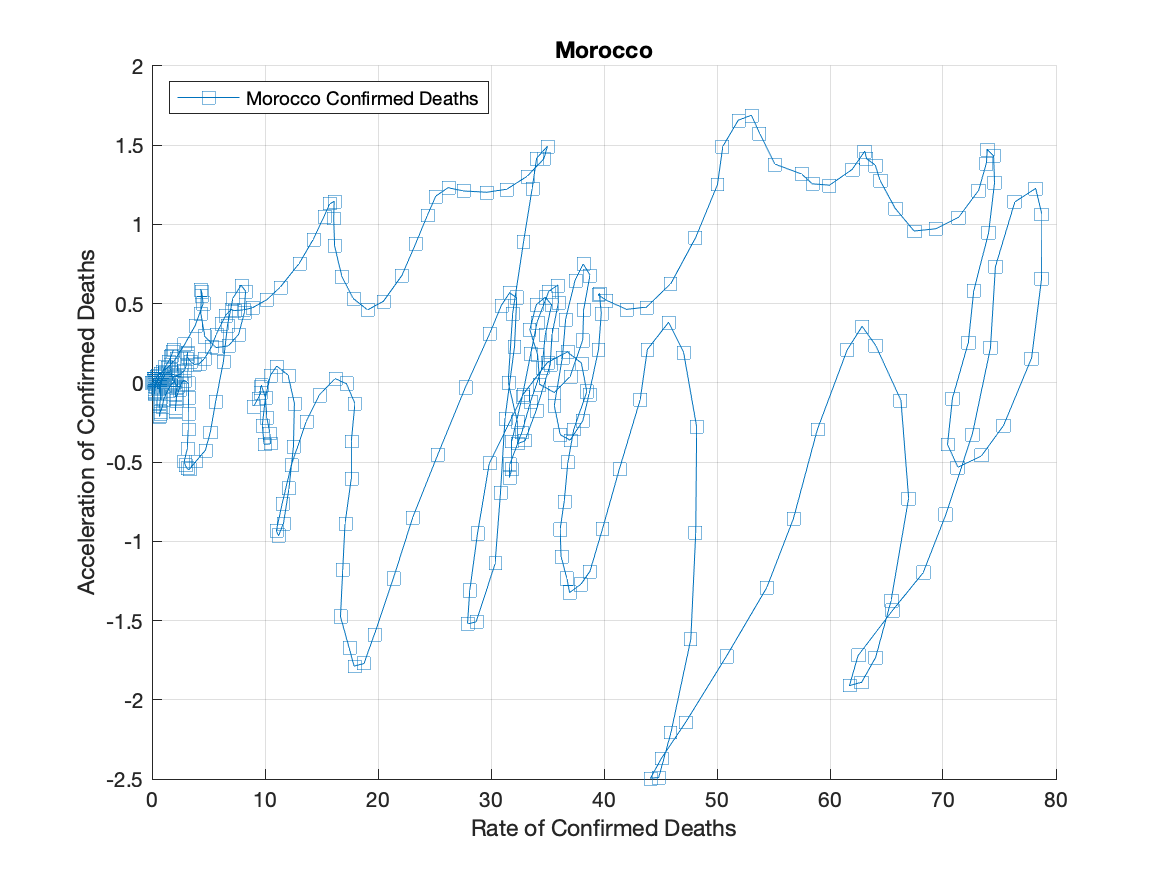 Morocco
Morocco Confirmed Deaths
2
1.5
1
0.5
0
-0.5
-1
-1.5
-2
-2.5
Acceleration of Confirmed Deaths
0 10 20 30 40 50 60 70 80
Rate of Confirmed Deaths